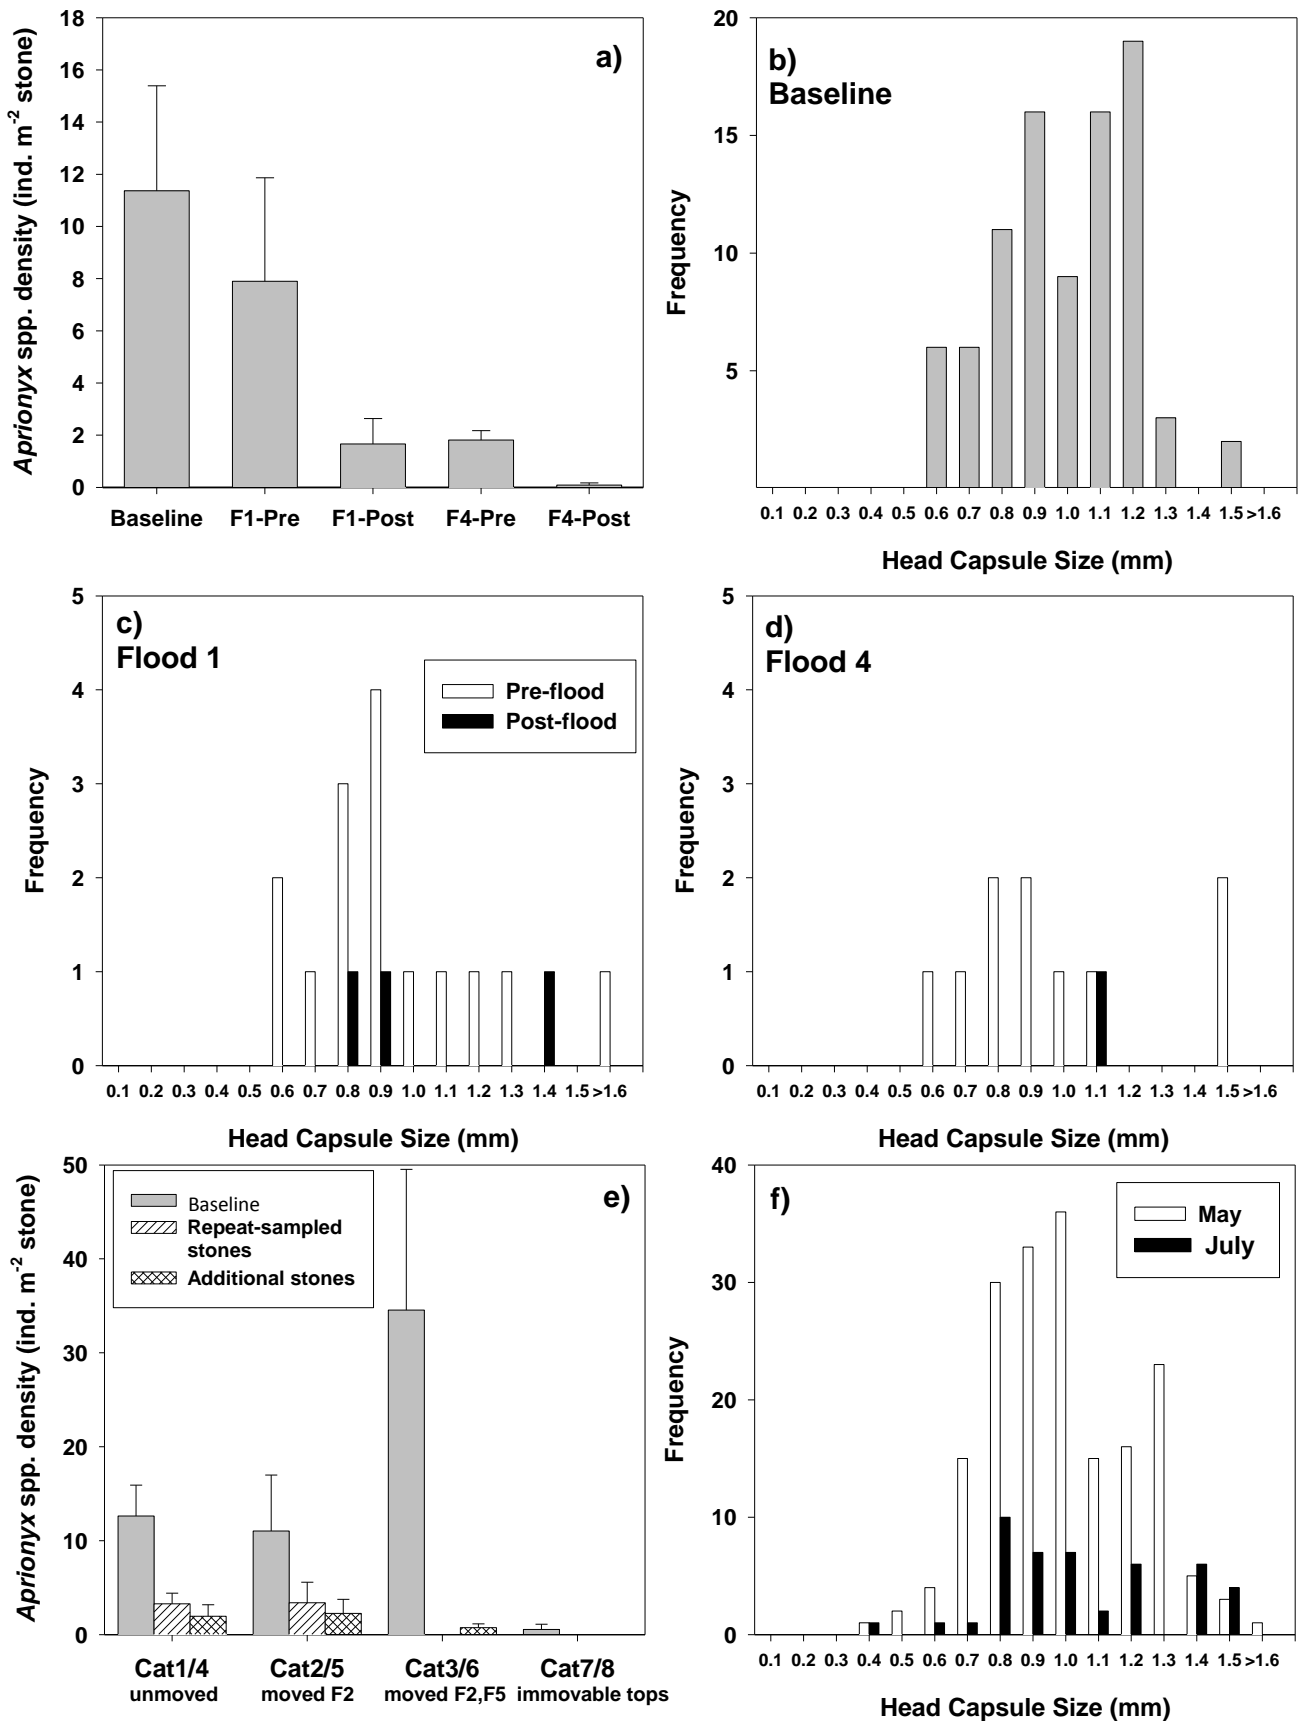 a)
Aprionyx spp. density (ind. m-2 stone)
18
16
14
12
10
8
6
4
2
0
Baseline F1-Pre F1-Post F4-Pre F4-Post
b)
Baseline
Frequency
20
15
10
5
0.1 0.2 0.3 0.4 0.5 0.6 0.7 0.8 0.9 1.0 1.1 1.2 1.3 1.4 1.5 >1.6
Head Capsule Size (mm)
c)
Flood 1
Pre-flood
Post-flood
Frequency
5
4
3
2
1
0
0.1 0.2 0.3 0.4 0.5 0.6 0.7 0.8 0.9 1.0 1.1 1.2 1.3 1.4 1.5 >1.6
Head Capsule Size (mm)
d)
Flood 4
Frequency
5
4
3
2
1
0
0.1 0.2 0.3 0.4 0.5 0.6 0.7 0.8 0.9 1.0 1.1 1.2 1.3 1.4 1.5 >1.6
Head Capsule Size (mm)
e)
Baseline
Repeat-sampled
stones
Additional stones
Aprionyx spp. density (ind. m-2 stone)
50
40
30
20
10
0
Cat1/4 Cat2/5 Cat3/6 Cat7/8
unmoved moved F2 moved F2,F5 immovable tops
f)
May
July
Frequency
40
30
20
10
0
0.1 0.2 0.3 0.4 0.5 0.6 0.7 0.8 0.9 1.0 1.1 1.2 1.3 1.4 1.5 >1.6
Head Capsule Size (mm)